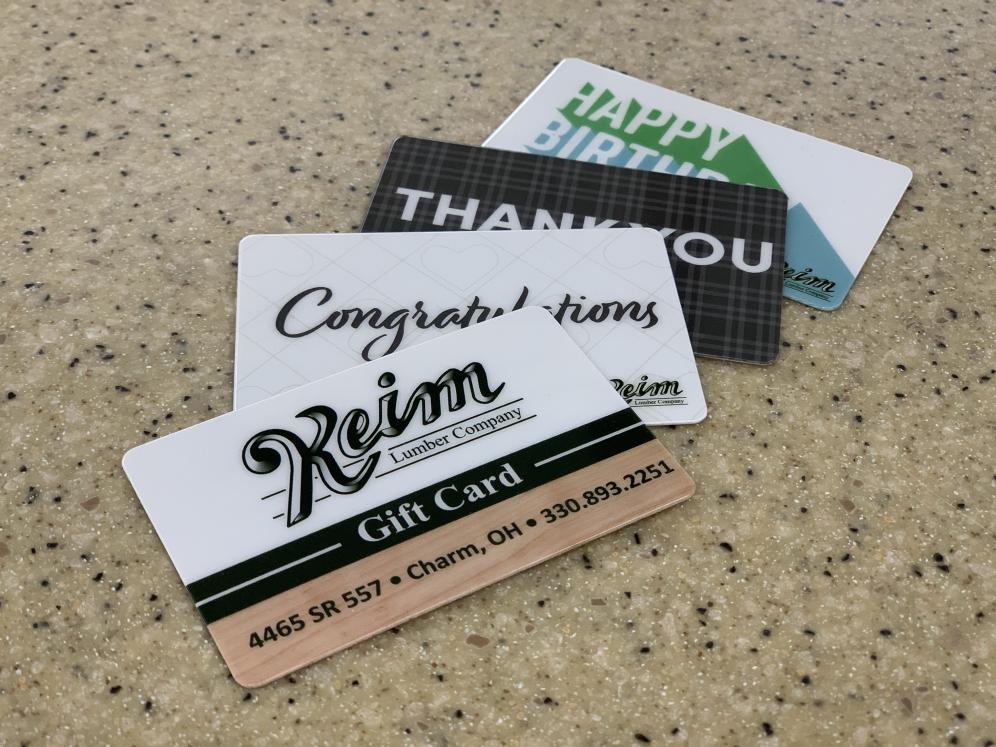 HAPPY
THANK YOU
Reim
Congratulations
Reim
Lumber Company
Reim
Lumber Company
Gift Card
4465 SR 557 • Charm, OH • 330.893.2251